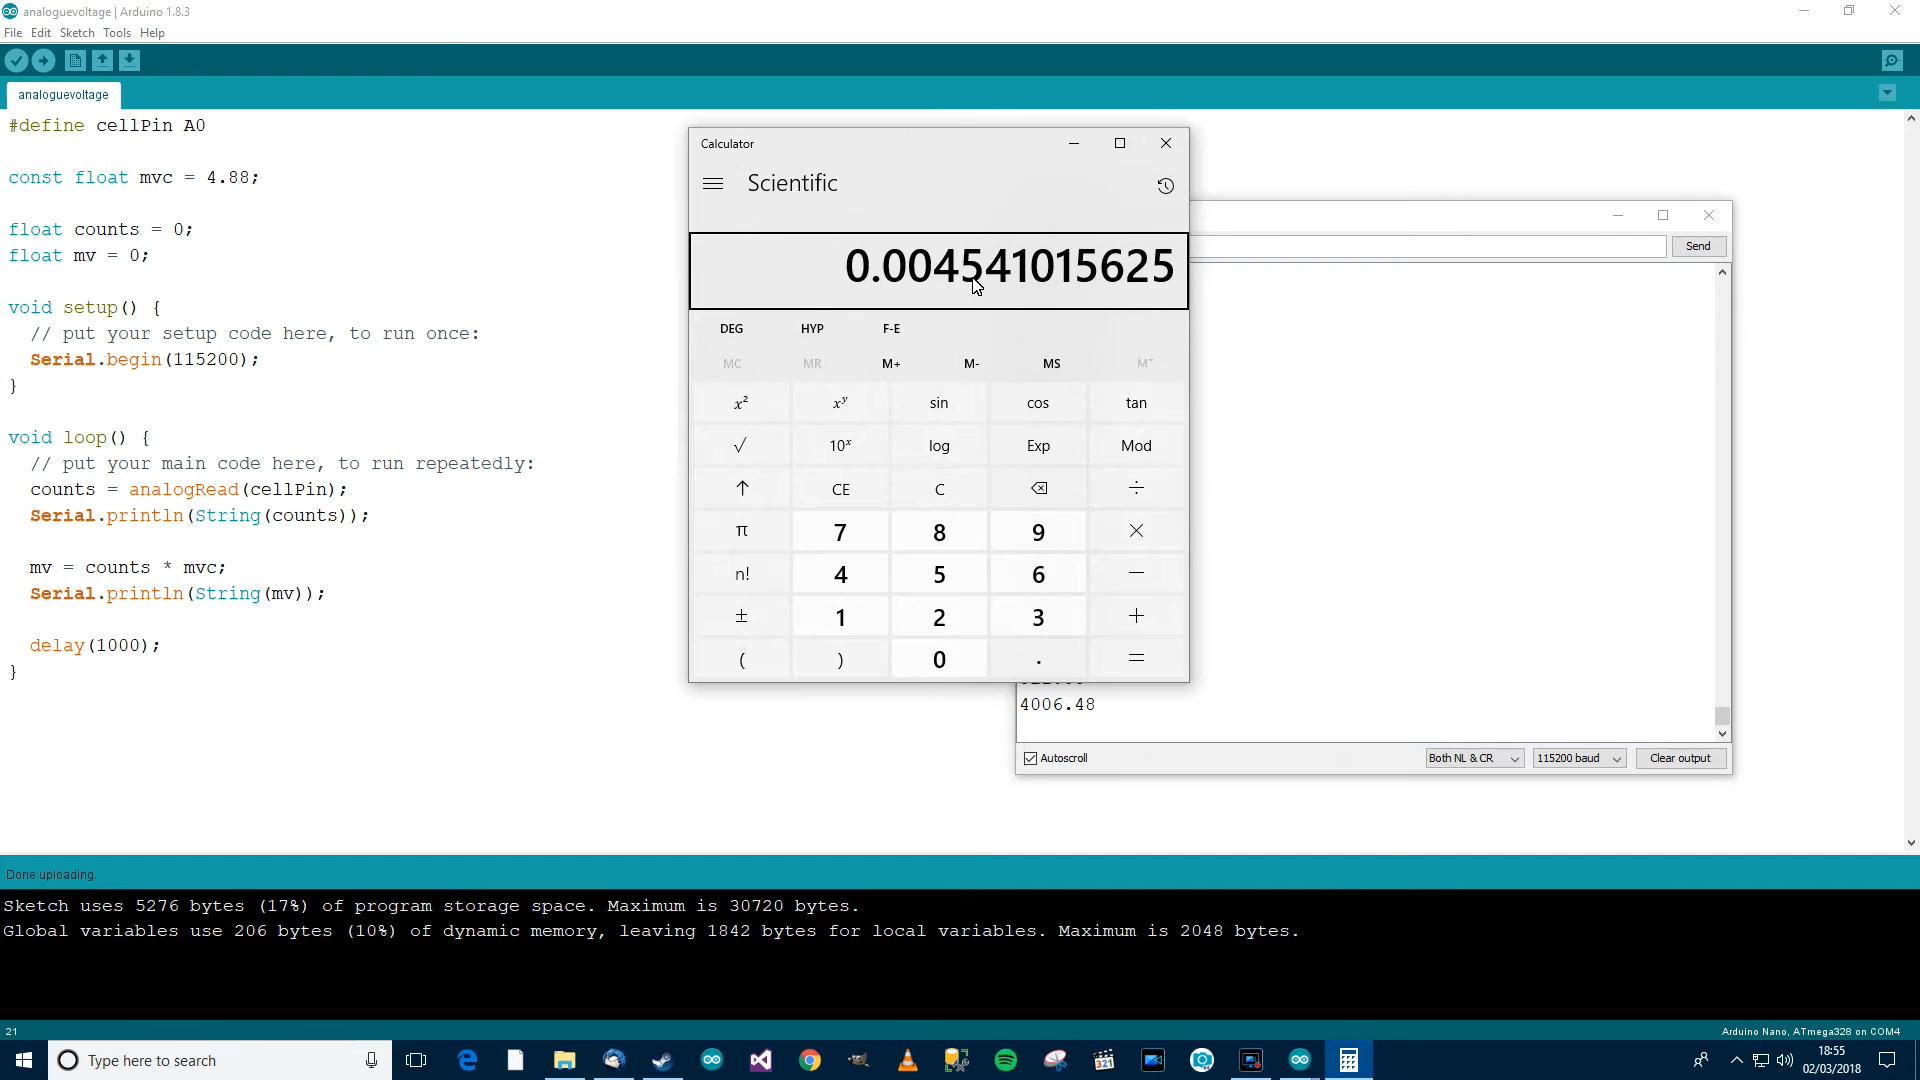 analoguevoltage | Arduino 1.8.3
File Edit Sketch Tools Help
analoguevoltage
#define cellPin A0
const float mvc = 4.88;
float counts = 0;
float mv = 0;
void setup() {
// put your setup code here, to run once:
Serial.begin(115200);
}
void loop() {
// put your main code here, to run repeatedly:
counts = analogRead(cellPin);
Serial.println(String(counts));
mv = counts * mvc;
Serial.println(String(mv));
delay(1000);
}
Calculator
Scientific
0.004541015625
DEG HYP F-E
MC MR M+ M- MS M˅
x² xʸ sin cos tan
√ 10ˣ log Exp Mod
↑ CE C ⌫ ÷
π 7 8 9 ×
n! 4 5 6 −
± 1 2 3 +
( ) 0 . =
Send
4006.48
Autoscroll Both NL & CR 115200 baud Clear output
Done uploading.
Sketch uses 5276 bytes (17%) of program storage space. Maximum is 30720 bytes.
Global variables use 206 bytes (10%) of dynamic memory, leaving 1842 bytes for local variables. Maximum is 2048 bytes.
21 Arduino Nano, ATmega328 on COM4
Type here to search
18:55
02/03/2018